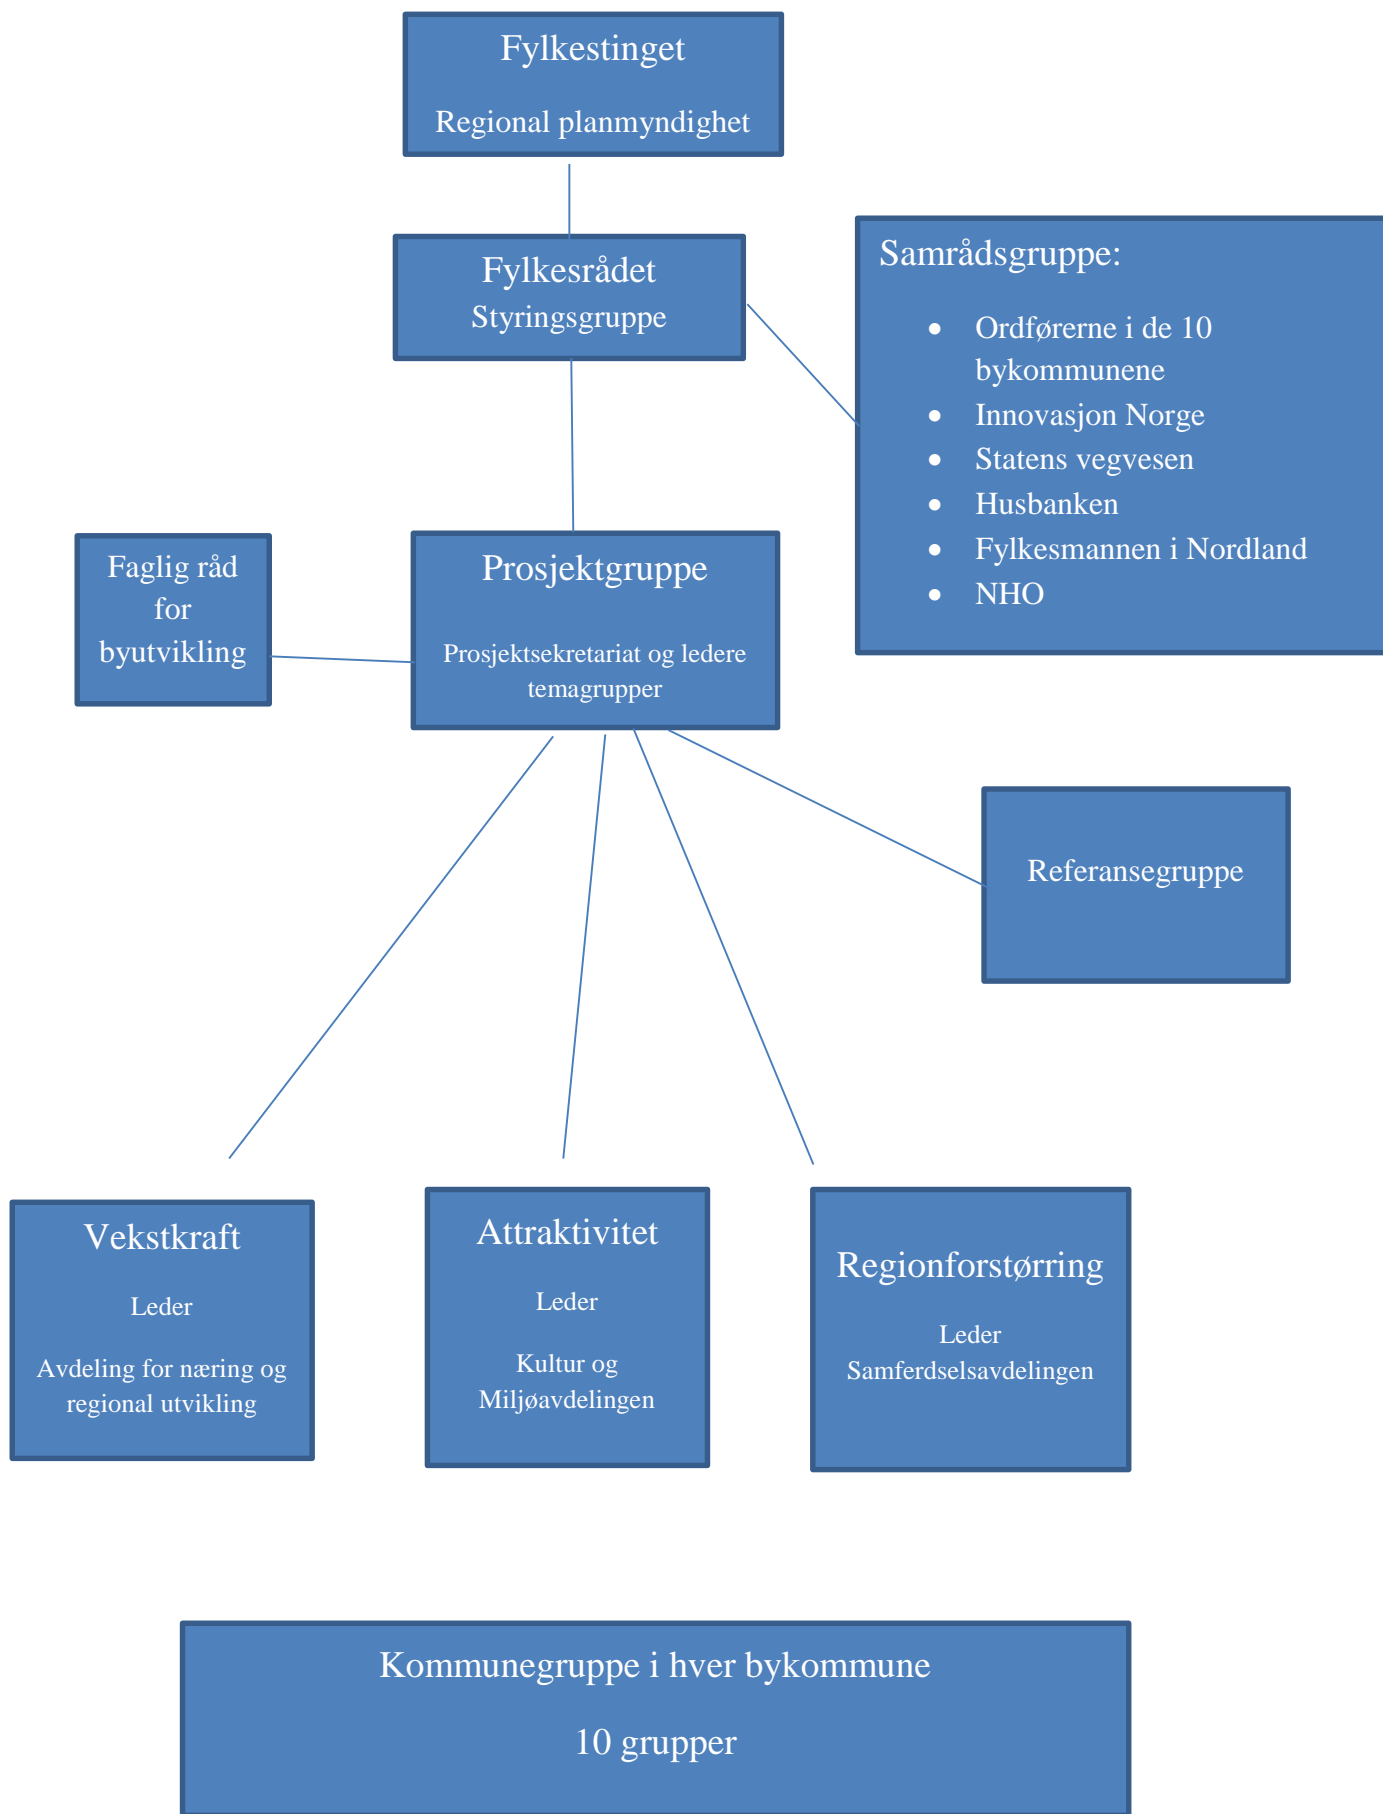 Fylkestinget
Regional planmyndighet
Fylkesrådet
Styringsgruppe
Samrådsgruppe:
• Ordførerne i de 10
bykommunene
• Innovasjon Norge
• Statens vegvesen
• Husbanken
• Fylkesmannen i Nordland
• NHO
Faglig råd
for
byutvikling
Prosjektgruppe
Prosjektsekretariat og ledere
temagrupper
Referansegruppe
Vekstkraft
Leder
Avdeling for næring og
regional utvikling
Attraktivitet
Leder
Kultur og
Miljøavdelingen
Regionforstørring
Leder
Samferdselsavdelingen
Kommunegruppe i hver bykommune
10 grupper